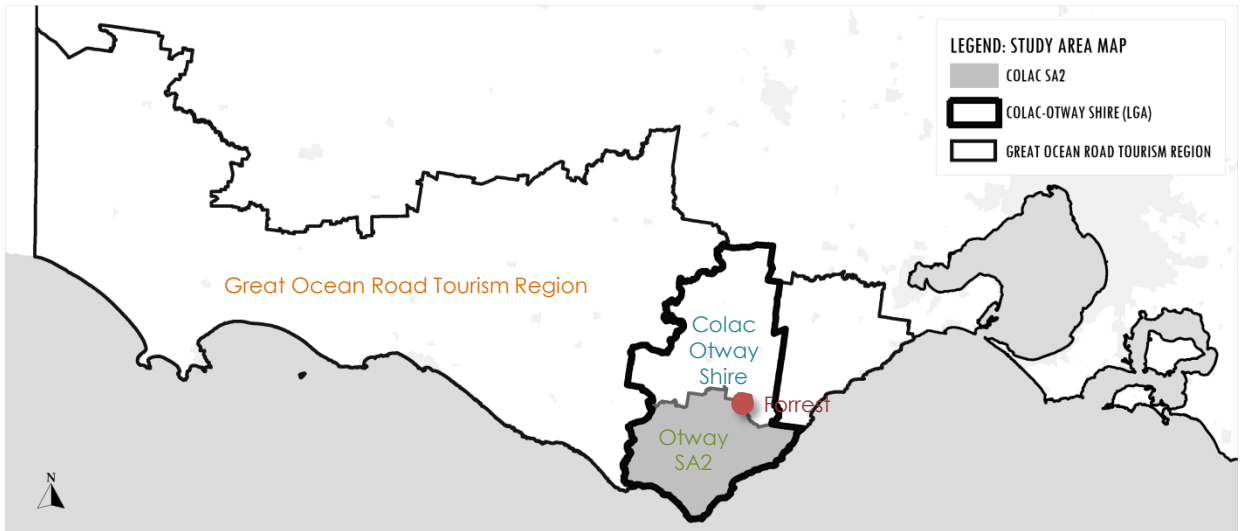 LEGEND: STUDY AREA MAP
COLAC SA2
COLAC-OTWAY SHIRE (LGA)
GREAT OCEAN ROAD TOURISM REGION
Great Ocean Road Tourism Region
Colac
Otway
Shire
Forrest
Otway
SA2
N